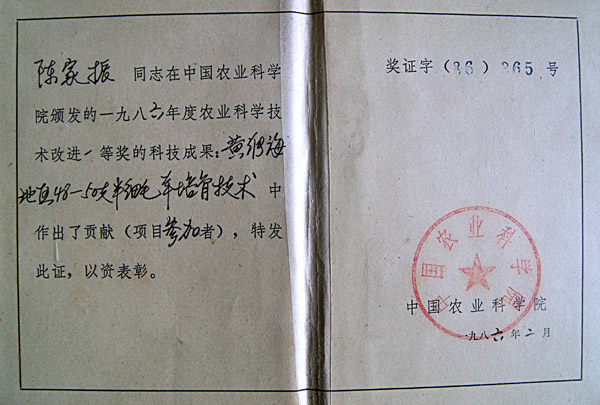 陈家振 同志在中国农业科学
院颁发的一九八六年度农业科学技
术改进一等奖的科技成果：黄淮海
地区48—50支半细毛羊培育技术 中
作出了贡献（项目参加者），特发
此证，以资表彰。
奖证字（86）365号
中国农业科学院
中国农业科学院
一九八六年二月